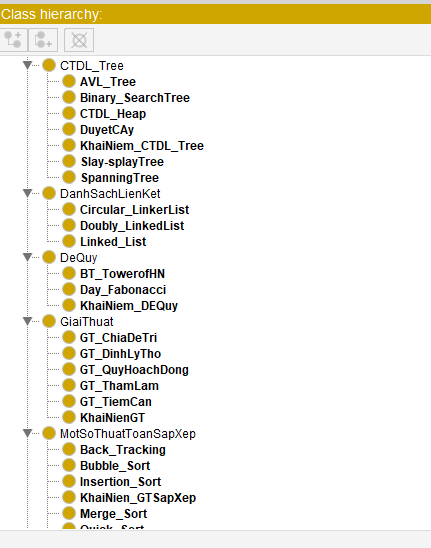 Class hierarchy:
CTDL_Tree
AVL_Tree
Binary_SearchTree
CTDL_Heap
DuyetCAy
KhaiNiem_CTDL_Tree
Slay-splayTree
SpanningTree
DanhSachLienKet
Circular_LinkerList
Doubly_LinkedList
Linked_List
DeQuy
BT_TowerofHN
Day_Fabonacci
KhaiNiem_DEQuy
GiaiThuat
GT_ChiaDeTri
GT_DinhLyTho
GT_QuyHoachDong
GT_ThamLam
GT_TiemCan
KhaiNienGT
MotSoThuatToanSapXep
Back_Tracking
Bubble_Sort
Insertion_Sort
KhaiNien_GTSapXep
Merge_Sort
Quick_Sort